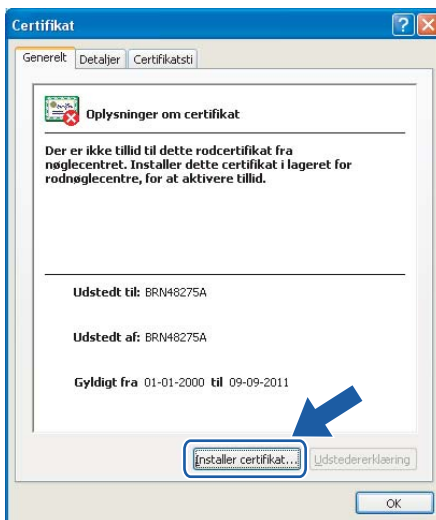 Certifikat
Generelt Detaljer Certifikatsti
Oplysninger om certifikat
Der er ikke tillid til dette rodcertifikat fra
nøglecentret. Installer dette certifikat i lageret for
rodnøglecentre, for at aktivere tillid.
Udstedt til: BRN48275A
Udstedt af: BRN48275A
Gyldigt fra 01-01-2000 til 09-09-2011
Installer certifikat... Udstedererklæring
OK